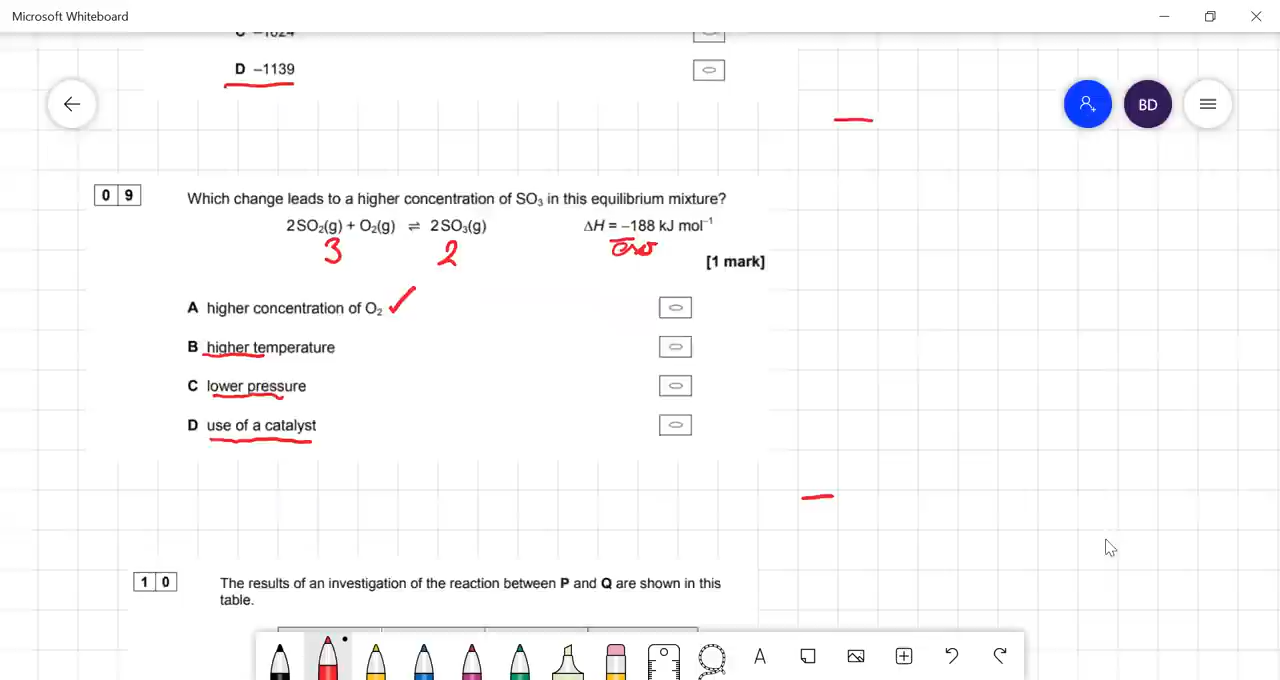 Microsoft Whiteboard
C -1024
D -1139
BD
0 9 Which change leads to a higher concentration of SO₃ in this equilibrium mixture?
2SO₂(g) + O₂(g) ⇌ 2SO₃(g) ΔH = -188 kJ mol⁻¹
3 2 exo
[1 mark]
A higher concentration of O₂
B higher temperature
C lower pressure
D use of a catalyst
1 0 The results of an investigation of the reaction between P and Q are shown in this
table.
A